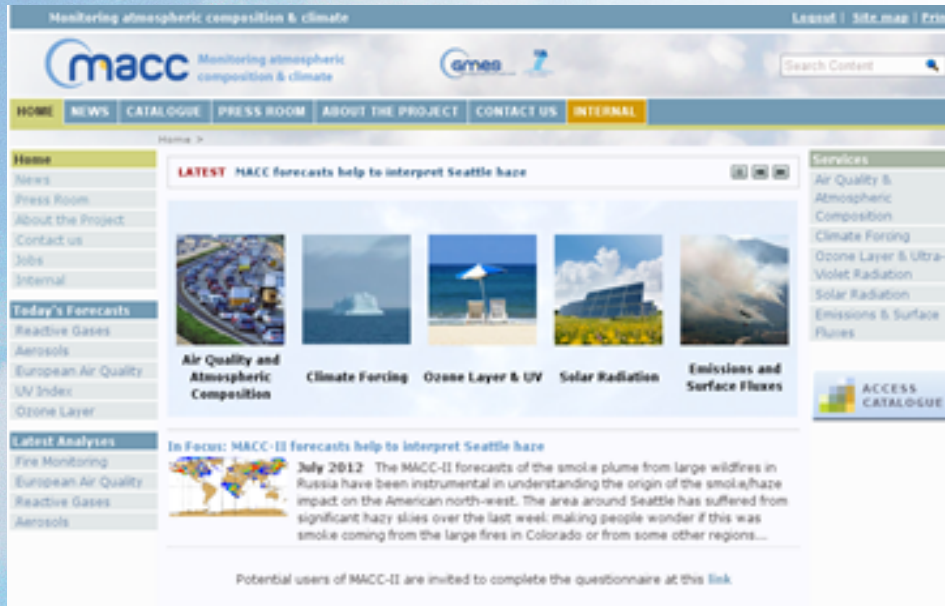 Monitoring atmospheric composition & climate
Logout | Site map | Prin
macc Monitoring atmospheric
composition & climate
gmes
Search Content
HOME NEWS CATALOGUE PRESS ROOM ABOUT THE PROJECT CONTACT US INTERNAL
Home >
Home
News
Press Room
About the Project
Contact us
Jobs
Internal
Today's Forecasts
Reactive Gases
Aerosols
European Air Quality
UV Index
Ozone Layer
Latest Analyses
Fire Monitoring
European Air Quality
Reactive Gases
Aerosols
LATEST MACC forecasts help to interpret Seattle haze
Air Quality and
Atmospheric
Composition
Climate Forcing
Ozone Layer & UV
Solar Radiation
Emissions and
Surface Fluxes
In Focus: MACC-II forecasts help to interpret Seattle haze
July 2012 The MACC-II forecasts of the smoke plume from large wildfires in
Russia have been instrumental in understanding the origin of the smoke/haze
impact on the American north-west. The area around Seattle has suffered from
significant hazy skies over the last week making people wonder if this was
smoke coming from the large fires in Colorado or from some other regions...
Potential users of MACC-II are invited to complete the questionnaire at this link
Services
Air Quality &
Atmospheric
Composition
Climate Forcing
Ozone Layer & Ultra-
Violet Radiation
Solar Radiation
Emissions & Surface
Fluxes
ACCESS
CATALOGUE